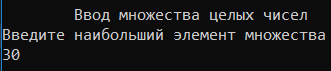 Ввод множества целых чисел
Введите наибольший элемент множества
30